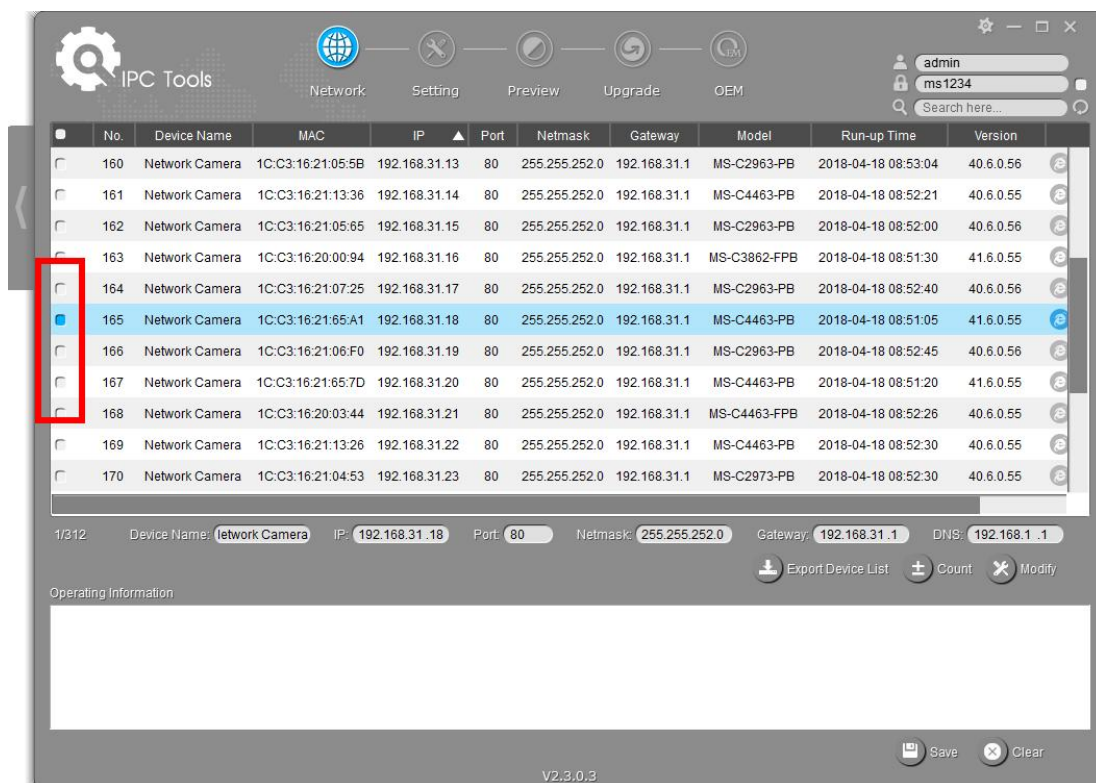 IPC Tools
Network Setting Preview Upgrade OEM
admin
ms1234
Search here...
No. Device Name MAC IP ▲ Port Netmask Gateway Model Run-up Time Version
160 Network Camera 1C:C3:16:21:05:5B 192.168.31.13 80 255.255.252.0 192.168.31.1 MS-C2963-PB 2018-04-18 08:53:04 40.6.0.56
161 Network Camera 1C:C3:16:21:13:36 192.168.31.14 80 255.255.252.0 192.168.31.1 MS-C4463-PB 2018-04-18 08:52:21 40.6.0.55
162 Network Camera 1C:C3:16:21:05:65 192.168.31.15 80 255.255.252.0 192.168.31.1 MS-C2963-PB 2018-04-18 08:52:00 40.6.0.56
163 Network Camera 1C:C3:16:20:00:94 192.168.31.16 80 255.255.252.0 192.168.31.1 MS-C3862-FPB 2018-04-18 08:51:30 41.6.0.55
164 Network Camera 1C:C3:16:21:07:25 192.168.31.17 80 255.255.252.0 192.168.31.1 MS-C2963-PB 2018-04-18 08:52:40 40.6.0.56
165 Network Camera 1C:C3:16:21:65:A1 192.168.31.18 80 255.255.252.0 192.168.31.1 MS-C4463-PB 2018-04-18 08:51:05 41.6.0.55
166 Network Camera 1C:C3:16:21:06:F0 192.168.31.19 80 255.255.252.0 192.168.31.1 MS-C2963-PB 2018-04-18 08:52:45 40.6.0.56
167 Network Camera 1C:C3:16:21:65:7D 192.168.31.20 80 255.255.252.0 192.168.31.1 MS-C4463-PB 2018-04-18 08:51:20 41.6.0.55
168 Network Camera 1C:C3:16:20:03:44 192.168.31.21 80 255.255.252.0 192.168.31.1 MS-C4463-FPB 2018-04-18 08:52:26 40.6.0.55
169 Network Camera 1C:C3:16:21:13:26 192.168.31.22 80 255.255.252.0 192.168.31.1 MS-C4463-PB 2018-04-18 08:52:30 40.6.0.55
170 Network Camera 1C:C3:16:21:04:53 192.168.31.23 80 255.255.252.0 192.168.31.1 MS-C2973-PB 2018-04-18 08:52:30 40.6.0.55
1/312 Device Name: letwork Camera IP: 192.168.31 .18 Port: 80 Netmask: 255.255.252.0 Gateway: 192.168.31 .1 DNS: 192.168.1 .1
Export Device List Count Modify
Operating Information
Save Clear
V2.3.0.3